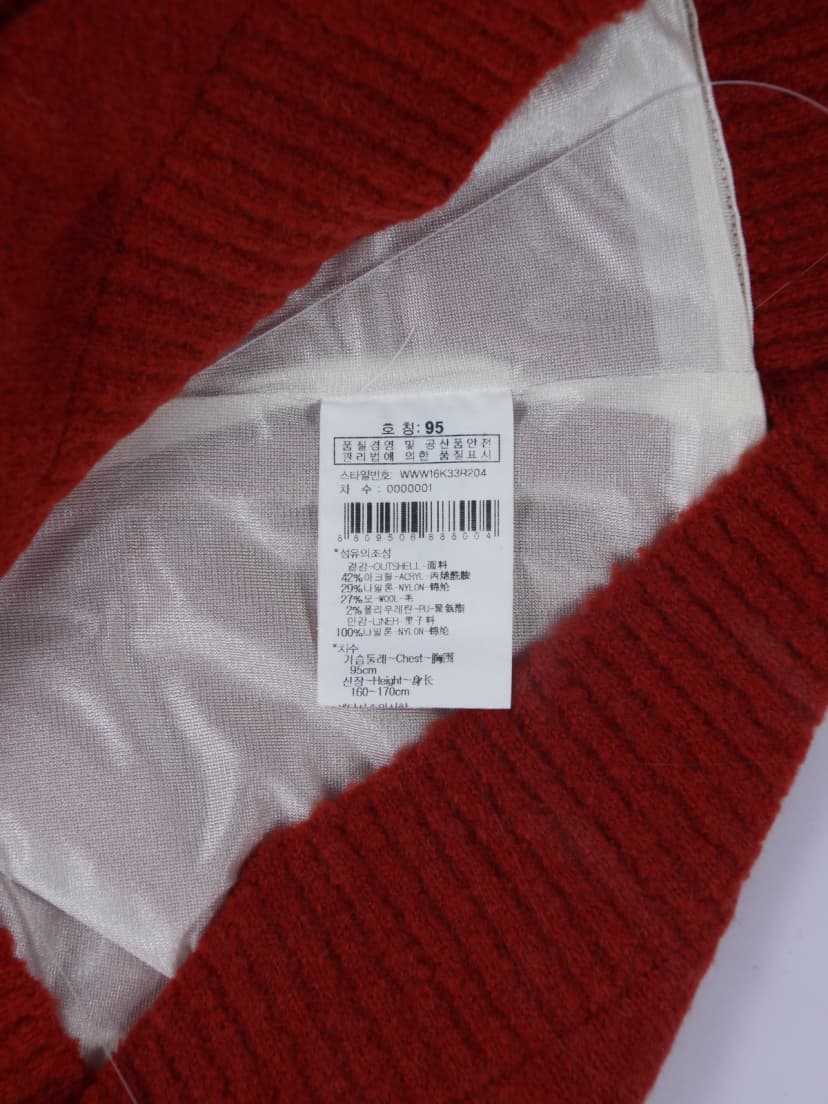 호 칭: 95
품질경영 및 공산품안전
관리법에 의한 품질표시
스타일번호: WWW16K33R204
차 수 : 0000001
8 809508 886004
*섬유의조성
겉감-OUTSHELL-面料
42%아크릴-ACRYL-丙烯酰胺
29%나일론-NYLON-锦纶
27%모-WOOL-毛
2%폴리우레탄-PU-聚氨酯
안감-LINER-里子料
100%나일론-NYLON-锦纶
*치수
가슴둘레-Chest-胸围
95cm
신장-Height-身长
160~170cm